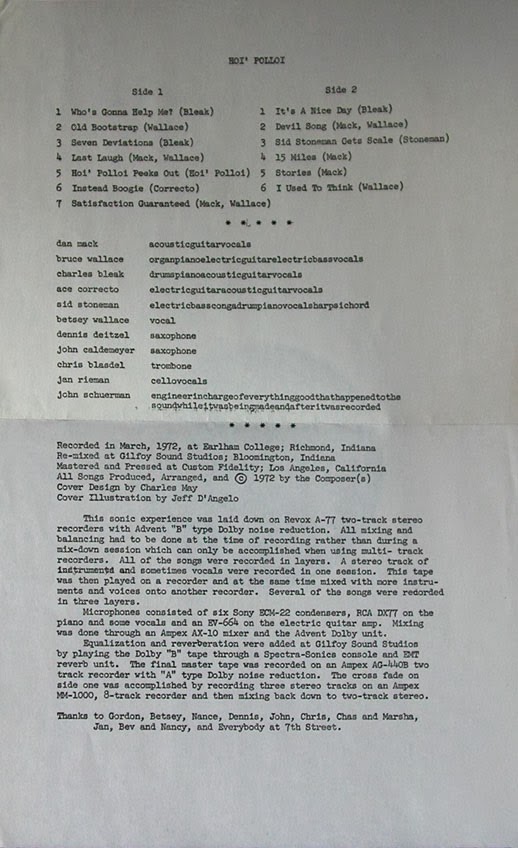 HOI' POLLOI
Side 1
1 Who's Gonna Help Me? (Bleak)
2 Old Bootstrap (Wallace)
3 Seven Deviations (Bleak)
4 Last Laugh (Mack, Wallace)
5 Hoi' Polloi Peeks Out (Hoi' Polloi)
6 Instead Boogie (Correcto)
7 Satisfaction Guaranteed (Mack, Wallace)
Side 2
1 It's A Nice Day (Bleak)
2 Devil Song (Mack, Wallace)
3 Sid Stoneman Gets Scale (Stoneman)
4 15 Miles (Mack)
5 Stories (Mack)
6 I Used To Think (Wallace)
* * * * *
dan mack acousticguitarvocals
bruce wallace organpianoelectricguitarelectricbassvocals
charles bleak drumspianoacousticguitarvocals
ace correcto electricguitaracousticguitarvocals
sid stoneman electricbasscongadrumpianovocalsharpsichord
betsey wallace vocal
dennis deitzel saxophone
john caldemeyer saxophone
chris blasdel trombone
jan rieman cellovocals
john schuerman engineerinchargeofeverythinggoodthathappenedtothe
soundwhileitwasbeingmadeandafteritwasrecorded
* * * * *
Recorded in March, 1972, at Earlham College; Richmond, Indiana
Re-mixed at Gilfoy Sound Studios; Bloomington, Indiana
Mastered and Pressed at Custom Fidelity; Los Angeles, California
All Songs Produced, Arranged, and © 1972 by the Composer(s)
Cover Design by Charles May
Cover Illustration by Jeff D'Angelo
This sonic experience was laid down on Revox A-77 two-track stereo
recorders with Advent "B" type Dolby noise reduction. All mixing and
balancing had to be done at the time of recording rather than during a
mix-down session which can only be accomplished when using multi- track
recorders. All of the songs were recorded in layers. A stereo track of
instruments and sometimes vocals were recorded in one session. This tape
was then played on a recorder and at the same time mixed with more instru-
ments and voices onto another recorder. Several of the songs were recorded
in three layers.
Microphones consisted of six Sony ECM-22 condensers, RCA DX77 on the
piano and some vocals and an EV-664 on the electric guitar amp. Mixing
was done through an Ampex AX-10 mixer and the Advent Dolby unit.
Equalization and reverberation were added at Gilfoy Sound Studios
by playing the Dolby "B" tape through a Spectra-Sonics console and EMT
reverb unit. The final master tape was recorded on an Ampex AG-440B two
track recorder with "A" type Dolby noise reduction. The cross fade on
side one was accomplished by recording three stereo tracks on an Ampex
MM-1000, 8-track recorder and then mixing back down to two-track stereo.
Thanks to Gordon, Betsey, Nance, Dennis, John, Chris, Chas and Marsha,
Jan, Bev and Nancy, and Everybody at 7th Street.